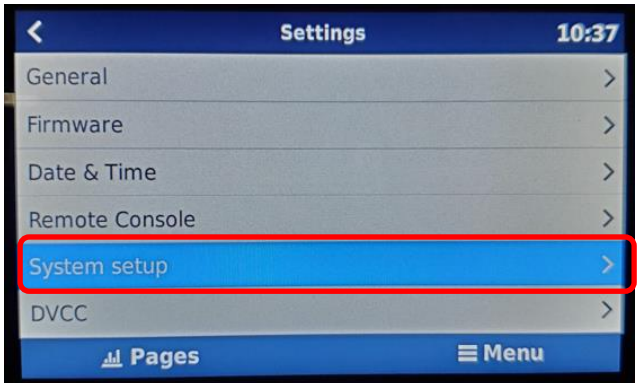 Settings 10:37
General
Firmware
Date & Time
Remote Console
System setup
DVCC
Pages Menu